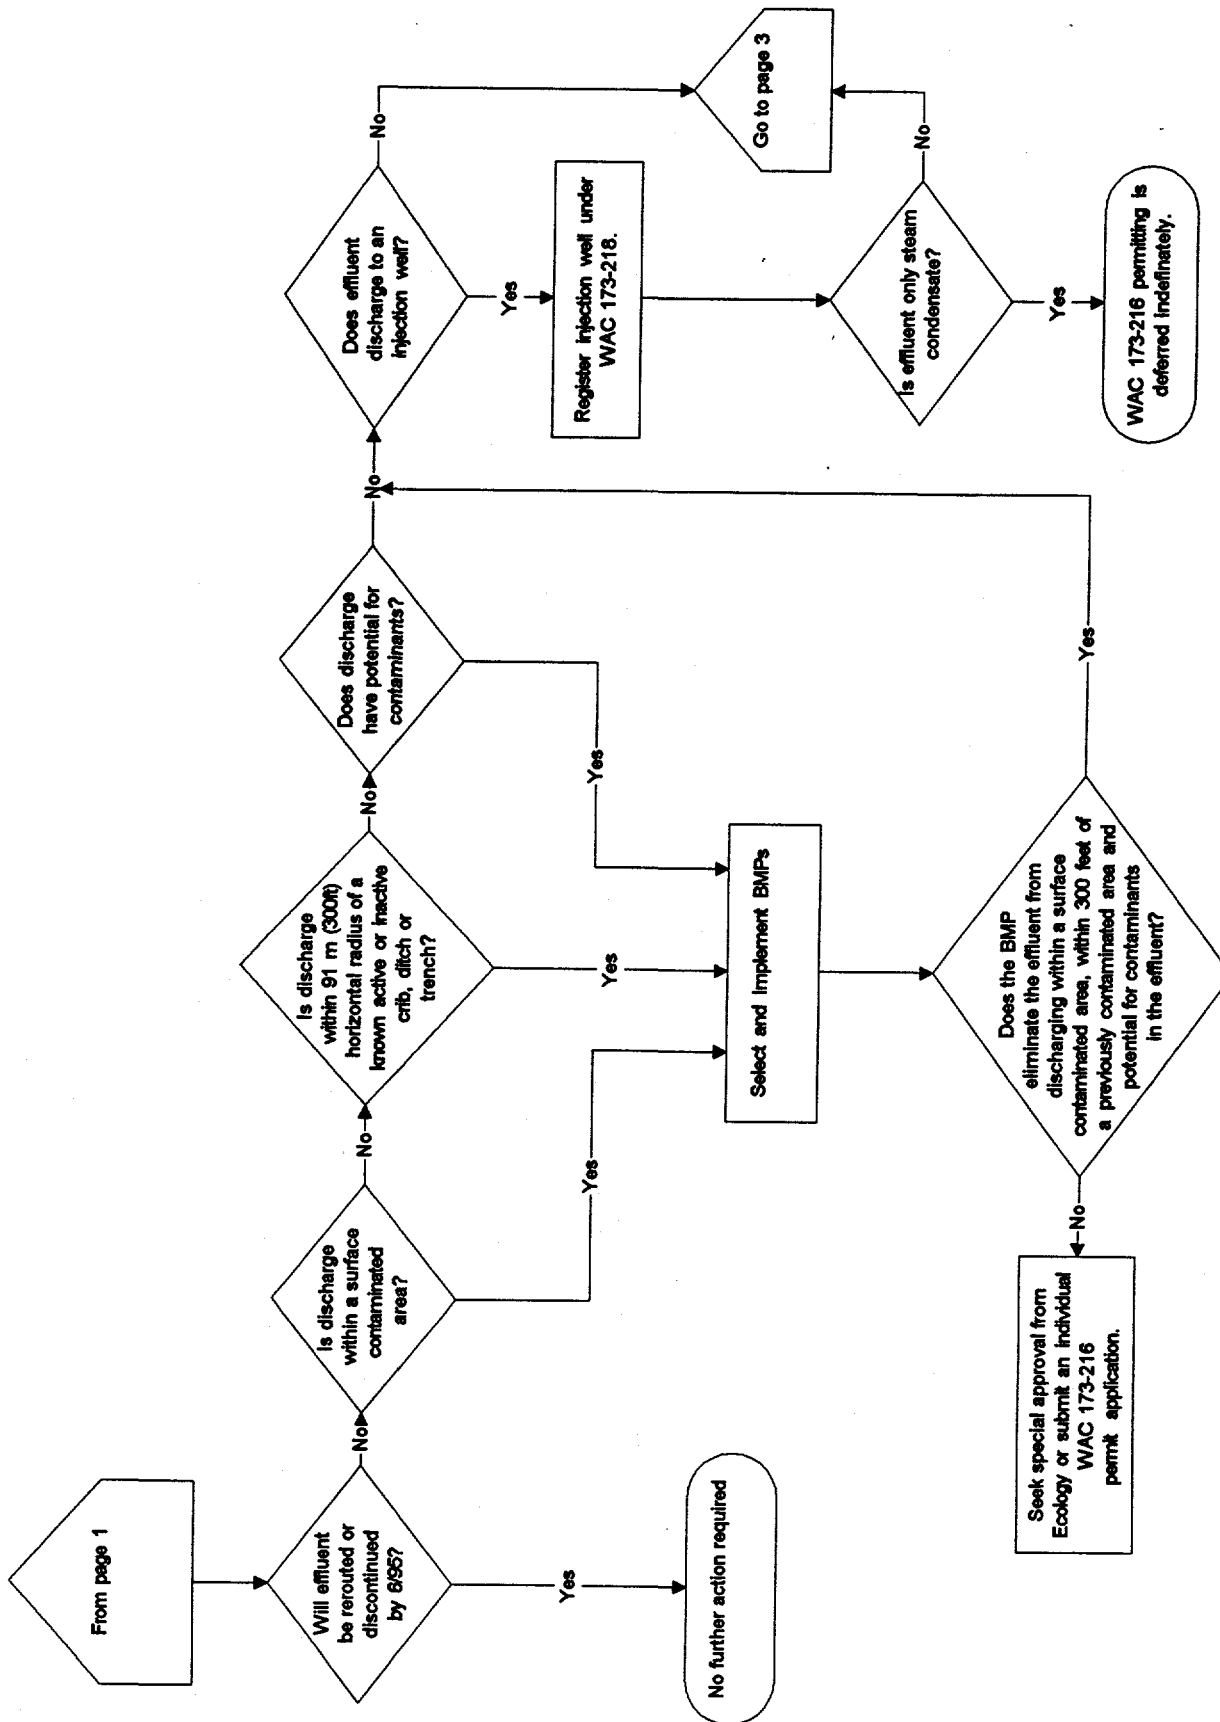 From page 1
Will effluent
be rerouted or
discontinued
by 6/95?
No
Yes
No further action required
Is discharge
within a surface
contaminated
area?
No
Yes
Is discharge
within 91 m (300ft)
horizontal radius of a
known active or inactive
crib, ditch or
trench?
No
Yes
Does discharge
have potential for
contaminants?
No
Yes
Select and Implement BMPs
Does the BMP
eliminate the effluent from
discharging within a surface
contaminated area, within 300 feet of
a previously contaminated area and
potential for contaminants
in the effluent?
No
Yes
Seek special approval from
Ecology or submit an individual
WAC 173-216
permit application.
Does effluent
discharge to an
injection well?
No
Yes
Register injection well under
WAC 173-218.
Is effluent only steam
condensate?
No
Yes
Go to page 3
WAC 173-216 permitting is
deferred indefinately.